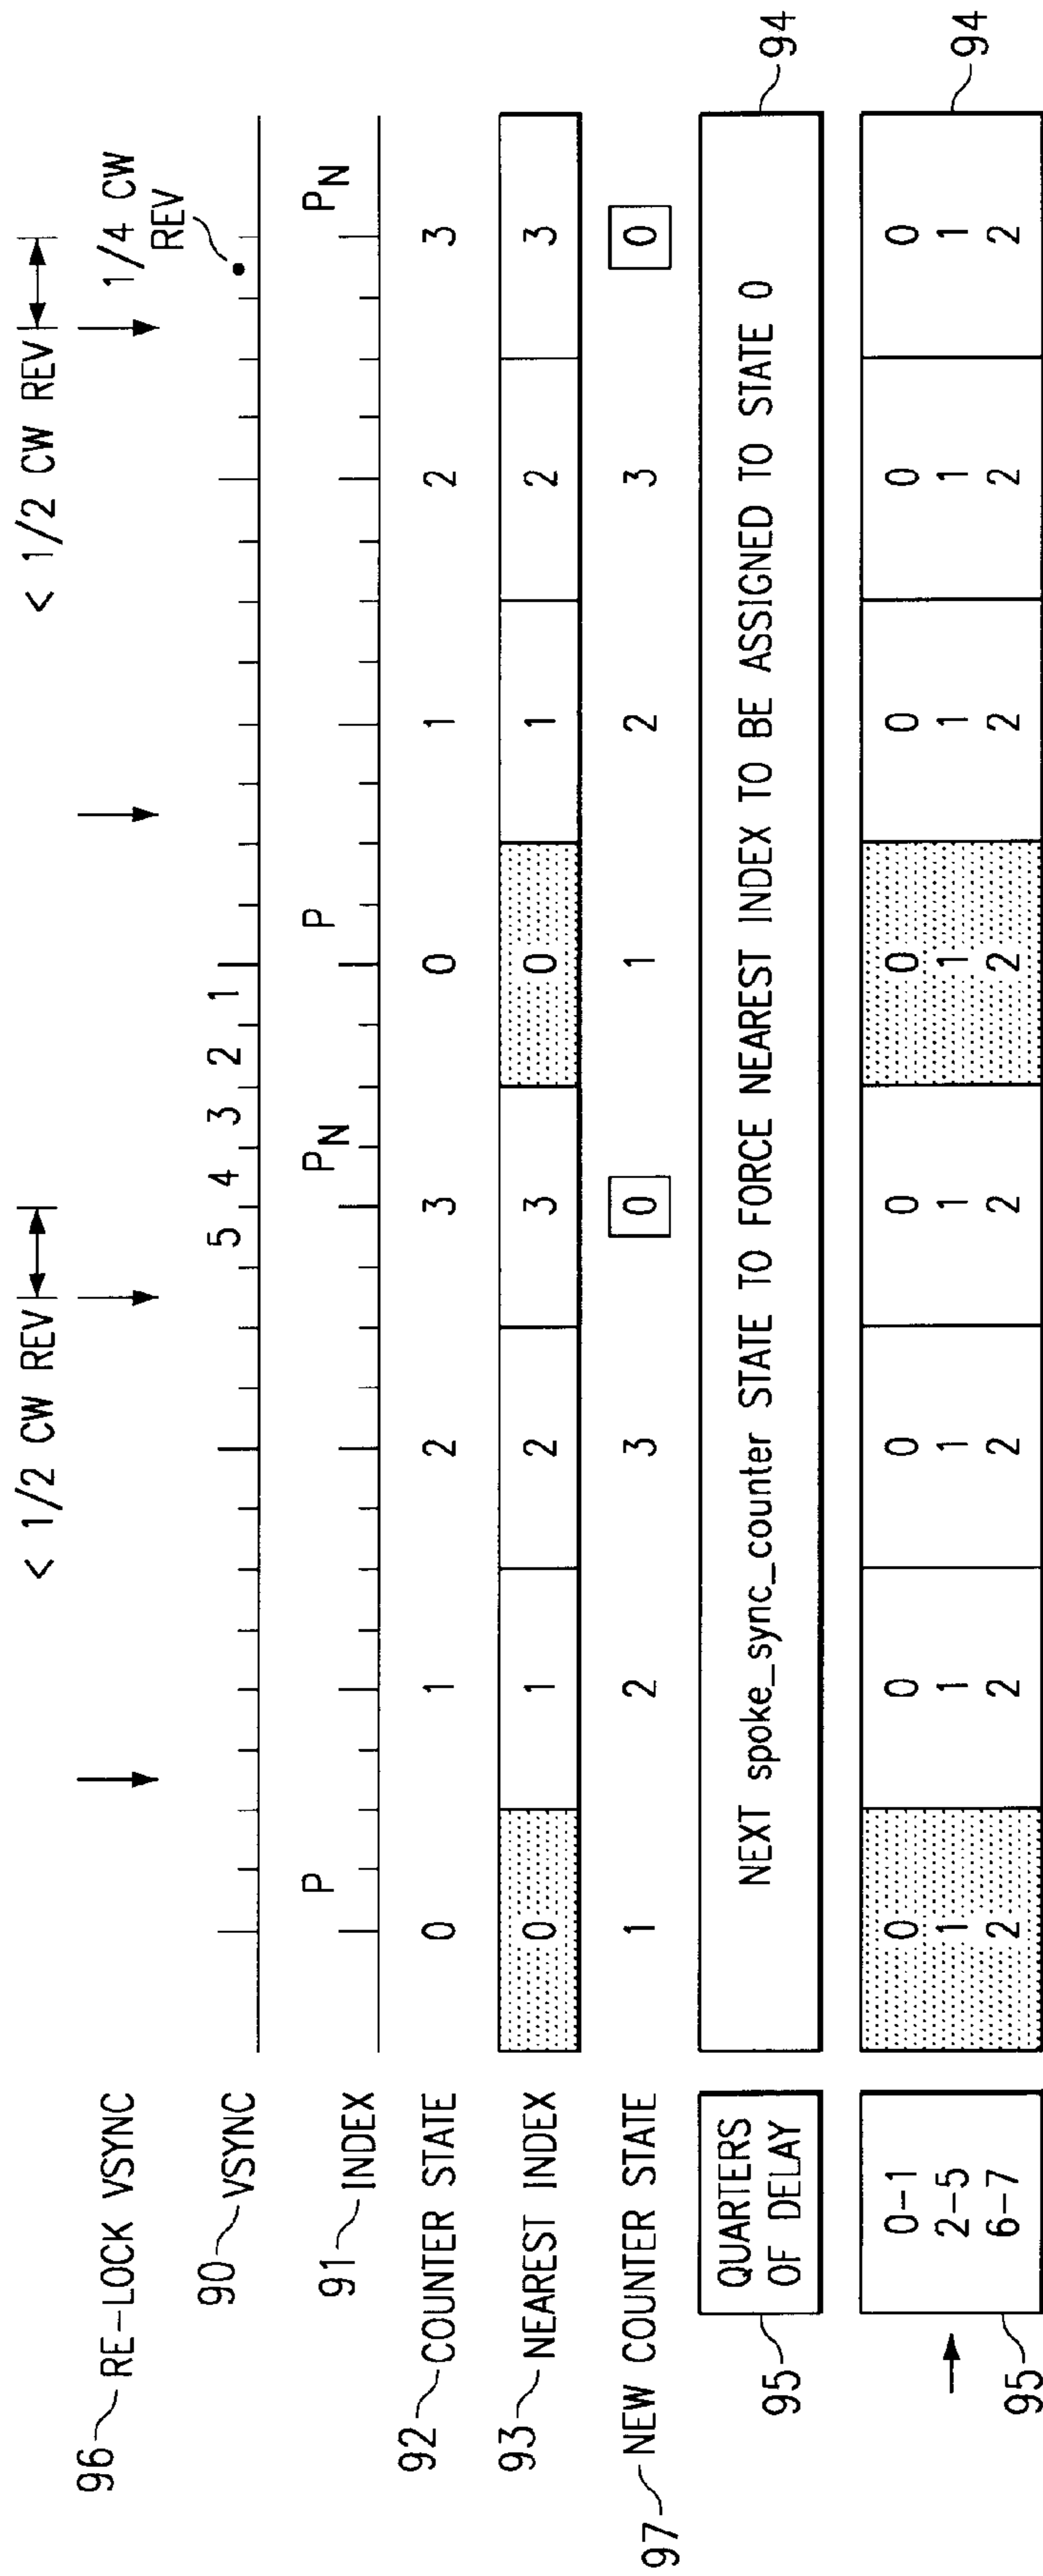 < 1/2 CW REV
< 1/2 CW REV
96 RE-LOCK VSYNC
1/4 CW
REV
90 VSYNC
5 4 3 2 1
91 INDEX
P PN P PN
92 COUNTER STATE 0 1 2 3 0 1 2 3
93 NEAREST INDEX 0 1 2 3 0 1 2 3
97 NEW COUNTER STATE 1 2 3 0 1 2 3 0
95 QUARTERS
OF DELAY
NEXT spoke_sync_counter STATE TO FORCE NEAREST INDEX TO BE ASSIGNED TO STATE 0 94
0-1 0 0 0 0 0 0 0 0
2-5 1 1 1 1 1 1 1 1 94
6-7 2 2 2 2 2 2 2 2
95